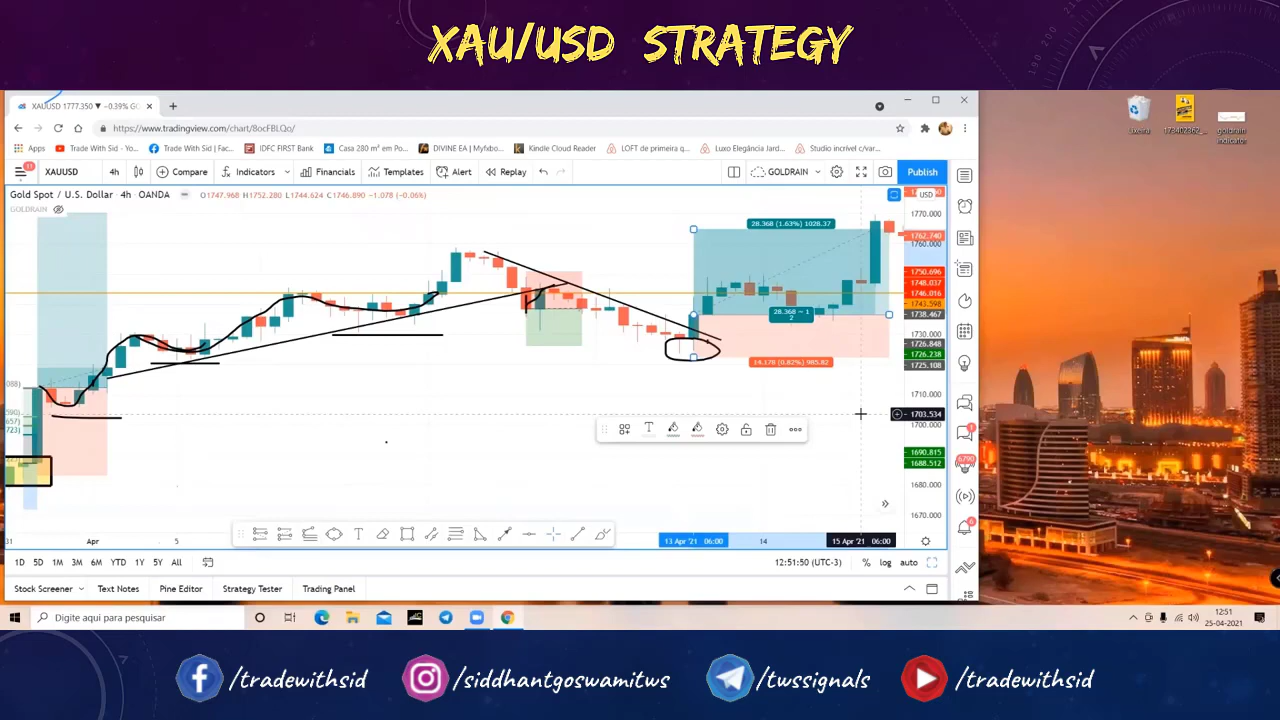 XAU/USD STRATEGY
XAUUSD 1777.350 ▼ −0.39% GC
https://www.tradingview.com/chart/8ocFBLQo/
Apps
Trade With Sid - Yo...
Trade With Sid | Fac...
IDFC FIRST Bank
Casa 280 m² em Po...
DIVINE EA | Myfxbo...
Kindle Cloud Reader
LOFT de primeira q...
Luxo Elegância Jard...
Studio incrível c/var...
11
XAUUSD
4h
Compare
Indicators
Financials
Templates
Alert
Replay
GOLDRAIN
Publish
Gold Spot / U.S. Dollar · 4h · OANDA
O1747.968 H1752.280 L1744.624 C1746.890 −1.078 (−0.06%)
GOLDRAIN
USD
1770.000
1762.740
1760.000
1750.696
1748.037
1746.016
1743.598
1738.467
1730.000
1726.848
1726.238
1725.108
1710.000
1703.534
1700.000
1690.815
1688.512
1680.000
1670.000
28.368 (1.63%) 1028.37
28.368 ~ 1
2
14.178 (0.82%) 985.82
31
Apr
5
13 Apr '21 06:00
14
15 Apr '21 06:00
1D 5D 1M 3M 6M YTD 1Y 5Y All
12:51:50 (UTC-3)
% log auto
Stock Screener
Text Notes
Pine Editor
Strategy Tester
Trading Panel
Digite aqui para pesquisar
12:51
25-04-2021
Lixeira
goldrain
indicator
/tradewithsid
/siddhantgoswamitws
/twssignals
/tradewithsid